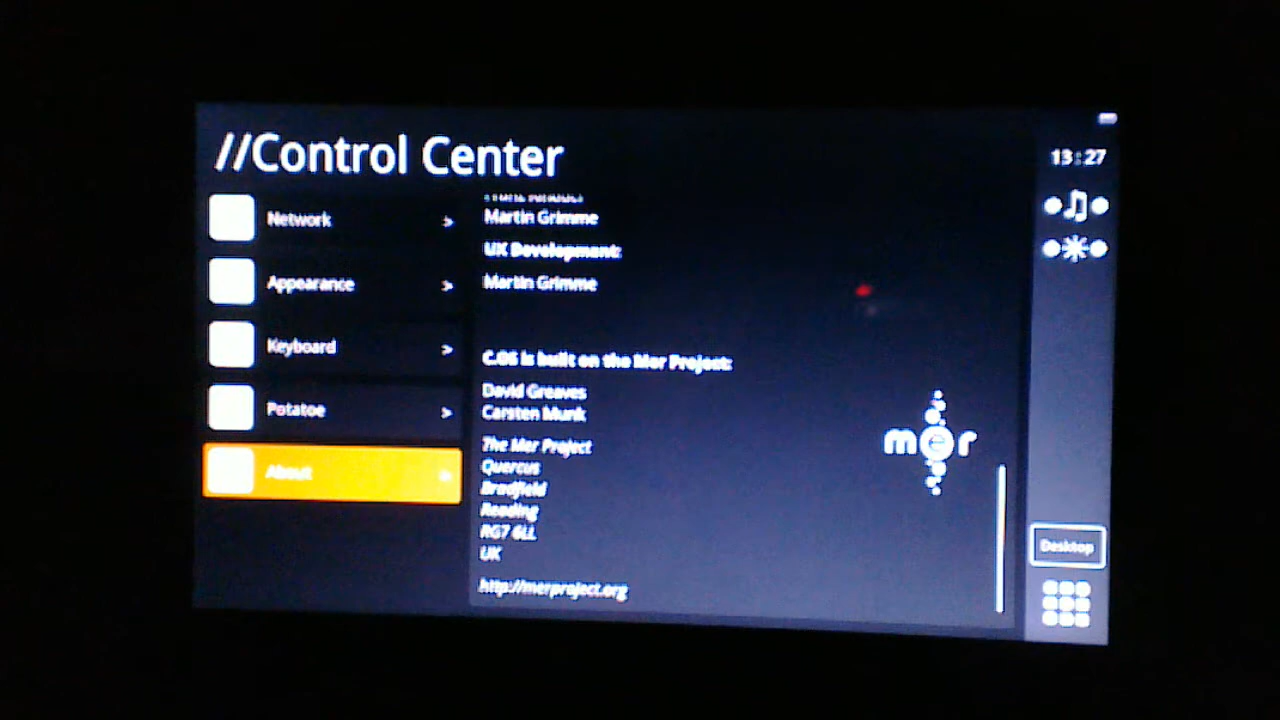 //Control Center
13:27
Network >
Appearance >
Keyboard >
Potatoe >
About >
Martin Grimme
UX Development:
Martin Grimme
C.OS is built on the Mer Project:
David Greaves
Carsten Munk
The Mer Project
Quercus
Bradfield
Reading
RG7 6LL
UK
http://merproject.org
mer
Desktop